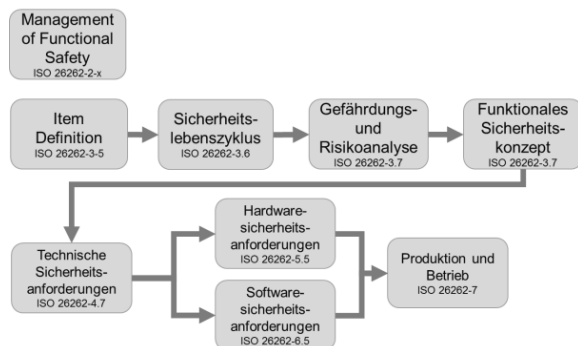 Management
of Functional
Safety
ISO 26262-2-x
Item
Definition
ISO 26262-3-5
Sicherheits-
lebenszyklus
ISO 26262-3.6
Gefährdungs-
und
Risikoanalyse
ISO 26262-3.7
Funktionales
Sicherheits-
konzept
ISO 26262-3.7
Technische
Sicherheits-
anforderungen
ISO 26262-4.7
Hardware-
sicherheits-
anforderungen
ISO 26262-5.5
Software-
sicherheits-
anforderungen
ISO 26262-6.5
Produktion und
Betrieb
ISO 26262-7